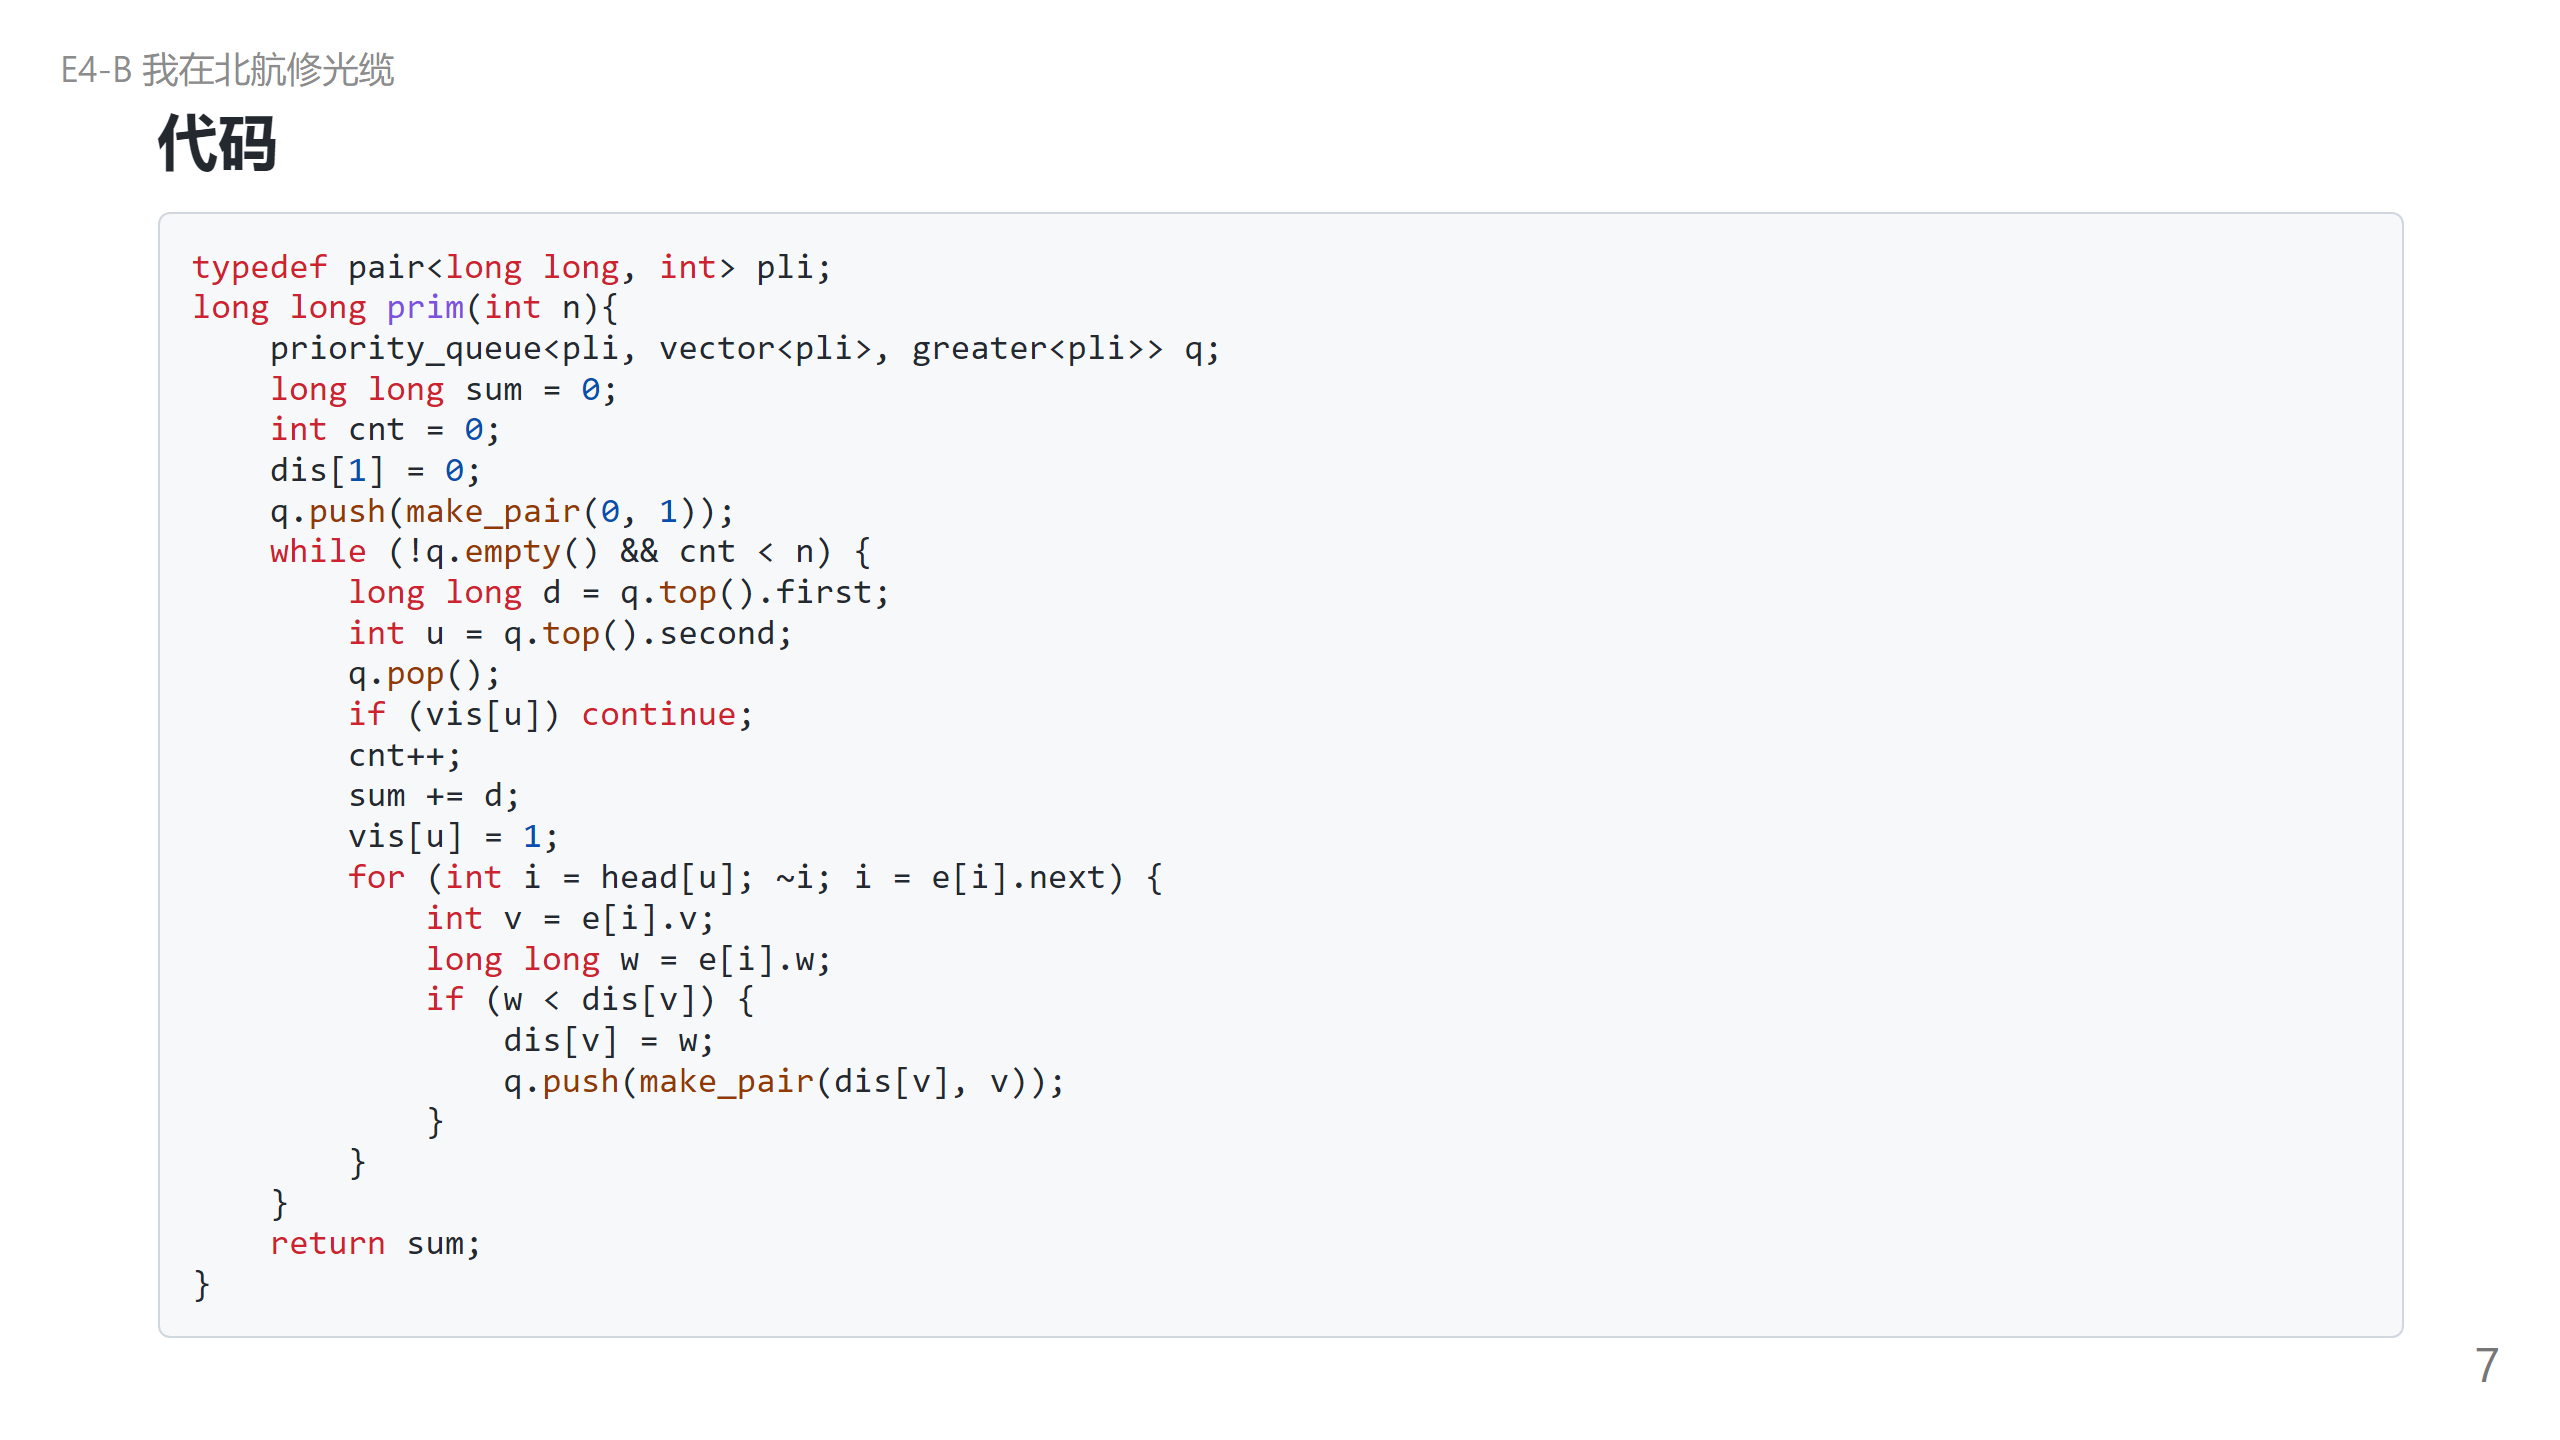 E4-B 我在北航修光缆
代码
typedef pair<long long, int> pli;
long long prim(int n){
    priority_queue<pli, vector<pli>, greater<pli>> q;
    long long sum = 0;
    int cnt = 0;
    dis[1] = 0;
    q.push(make_pair(0, 1));
    while (!q.empty() && cnt < n) {
        long long d = q.top().first;
        int u = q.top().second;
        q.pop();
        if (vis[u]) continue;
        cnt++;
        sum += d;
        vis[u] = 1;
        for (int i = head[u]; ~i; i = e[i].next) {
            int v = e[i].v;
            long long w = e[i].w;
            if (w < dis[v]) {
                dis[v] = w;
                q.push(make_pair(dis[v], v));
            }
        }
    }
    return sum;
}
7